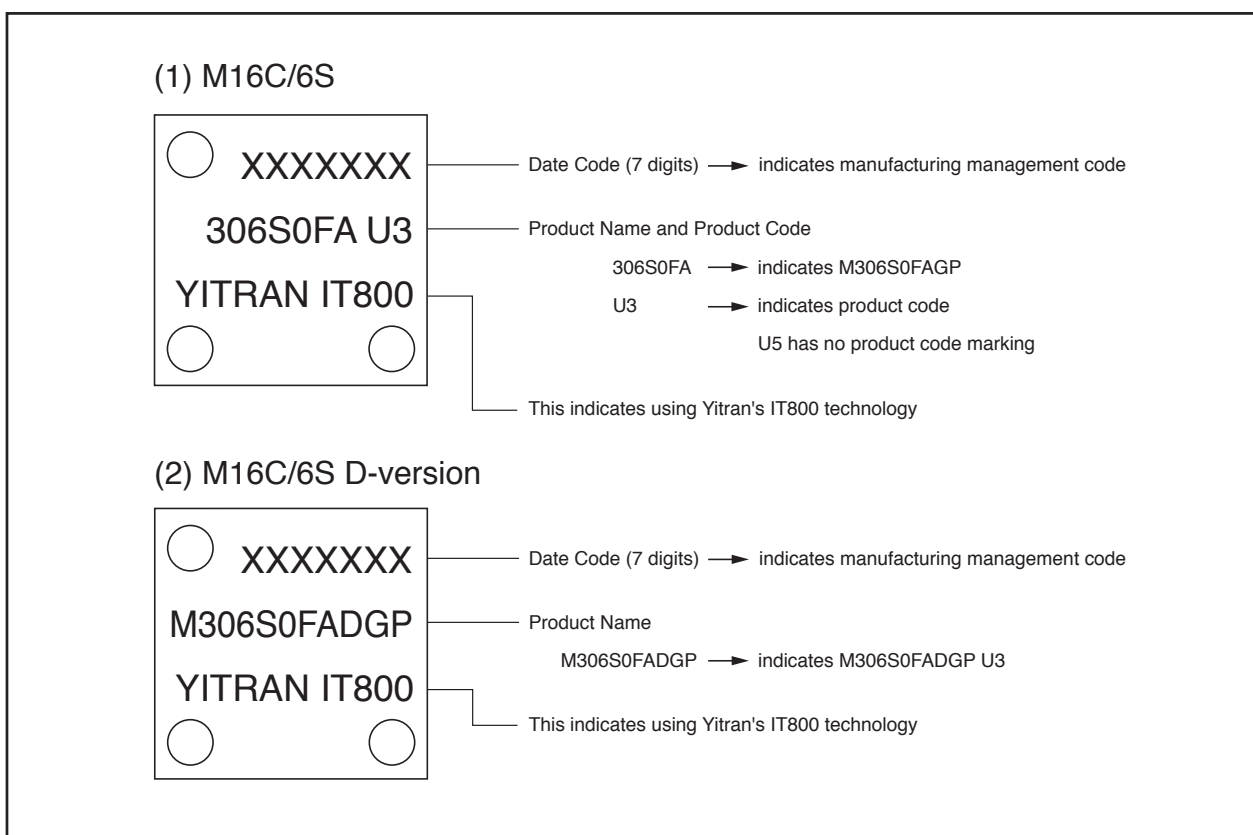 (1) M16C/6S
XXXXXXX
Date Code (7 digits) → indicates manufacturing management code
306S0FA U3
Product Name and Product Code
306S0FA → indicates M306S0FAGP
YITRAN IT800
U3 → indicates product code
U5 has no product code marking
This indicates using Yitran's IT800 technology
(2) M16C/6S D-version
XXXXXXX
Date Code (7 digits) → indicates manufacturing management code
M306S0FADGP
Product Name
M306S0FADGP → indicates M306S0FADGP U3
YITRAN IT800
This indicates using Yitran's IT800 technology